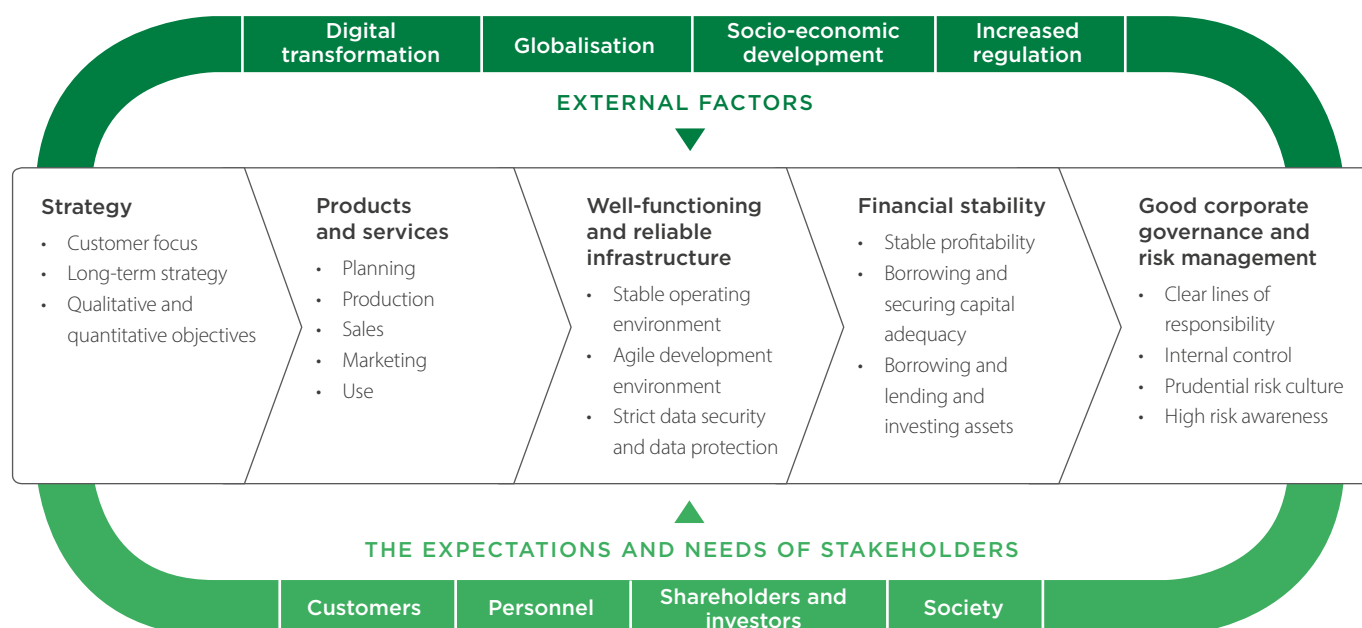 Digital
transformation
Globalisation
Socio-economic
development
Increased
regulation
EXTERNAL FACTORS
Strategy
• Customer focus
• Long-term strategy
• Qualitative and
quantitative objectives
Products
and services
• Planning
• Production
• Sales
• Marketing
• Use
Well-functioning
and reliable
infrastructure
• Stable operating
environment
• Agile development
environment
• Strict data security
and data protection
Financial stability
• Stable profitability
• Borrowing and
securing capital
adequacy
• Borrowing and
lending and
investing assets
Good corporate
governance and
risk management
• Clear lines of
responsibility
• Internal control
• Prudential risk culture
• High risk awareness
THE EXPECTATIONS AND NEEDS OF STAKEHOLDERS
Customers
Personnel
Shareholders and
investors
Society